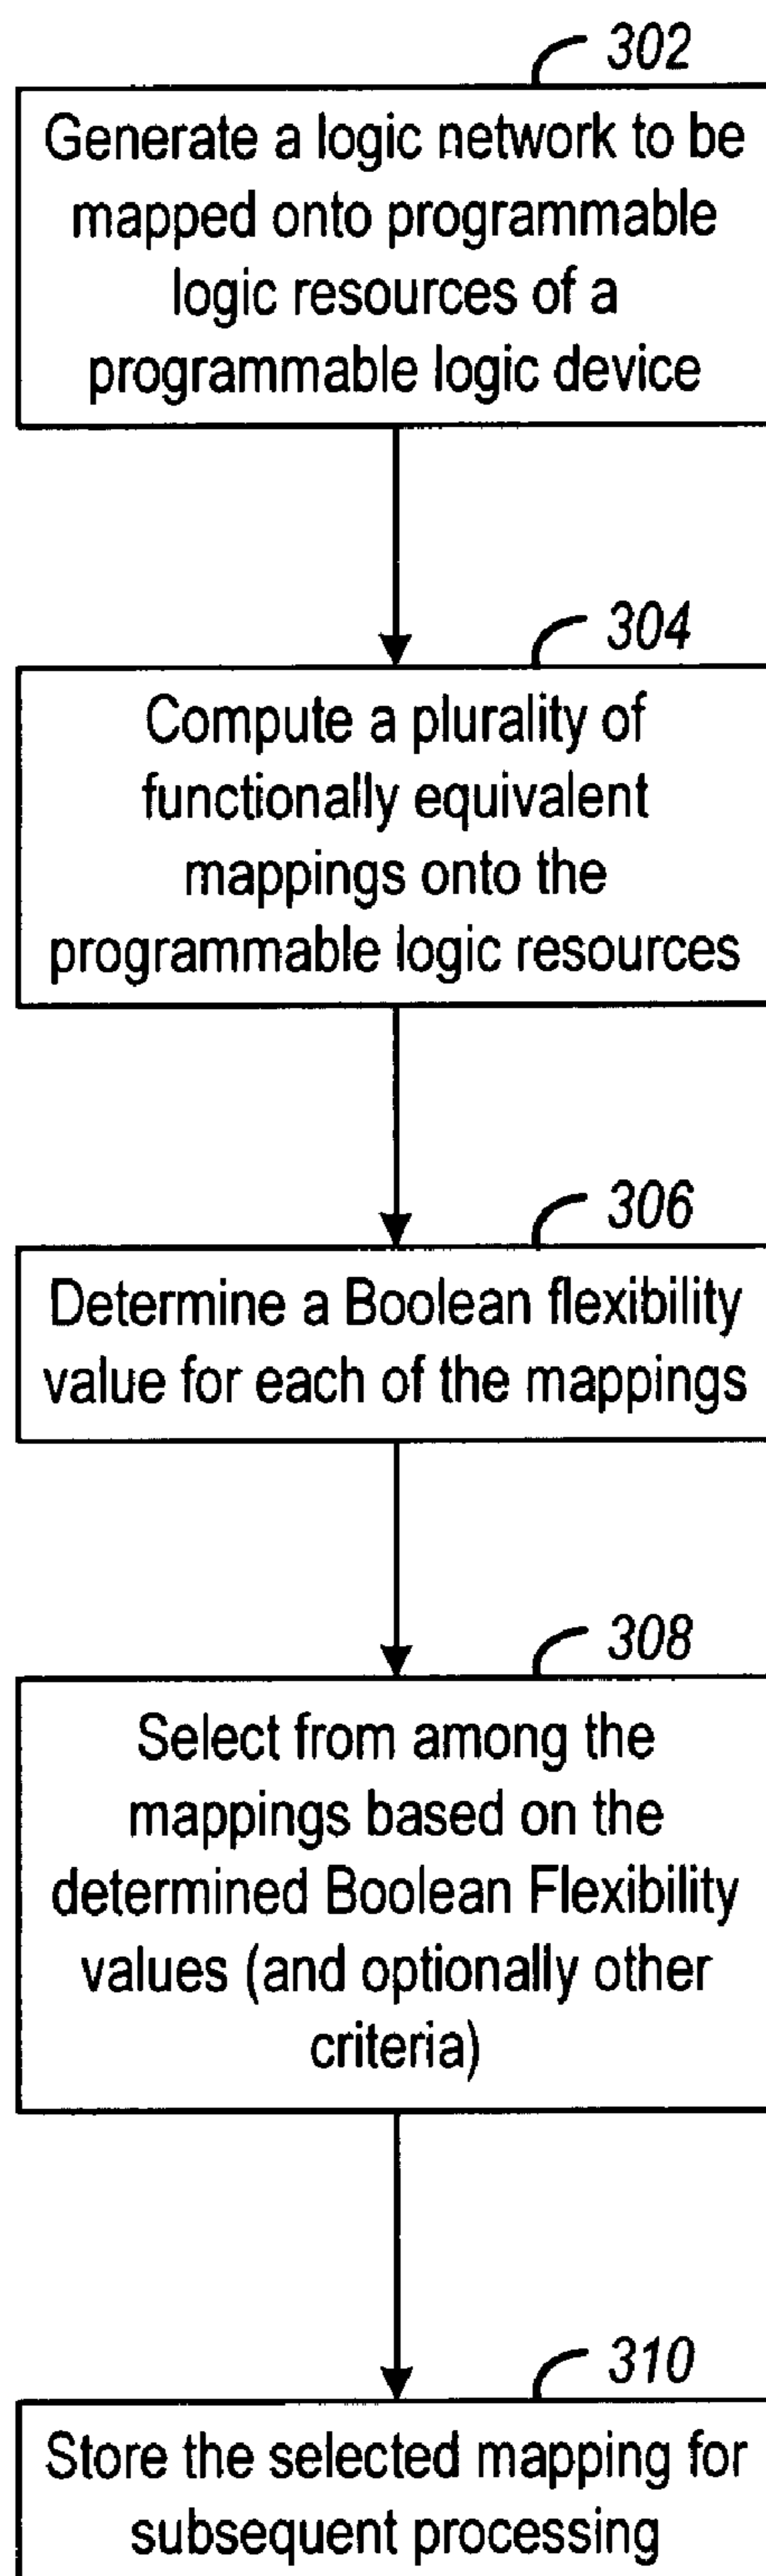 302
Generate a logic network to be
mapped onto programmable
logic resources of a
programmable logic device
304
Compute a plurality of
functionally equivalent
mappings onto the
programmable logic resources
306
Determine a Boolean flexibility
value for each of the mappings
308
Select from among the
mappings based on the
determined Boolean Flexibility
values (and optionally other
criteria)
310
Store the selected mapping for
subsequent processing